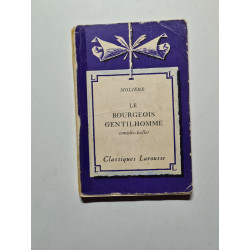 MOLIÈRE
LE
BOURGEOIS
GENTILHOMME
comédie-ballet
Classiques Larousse